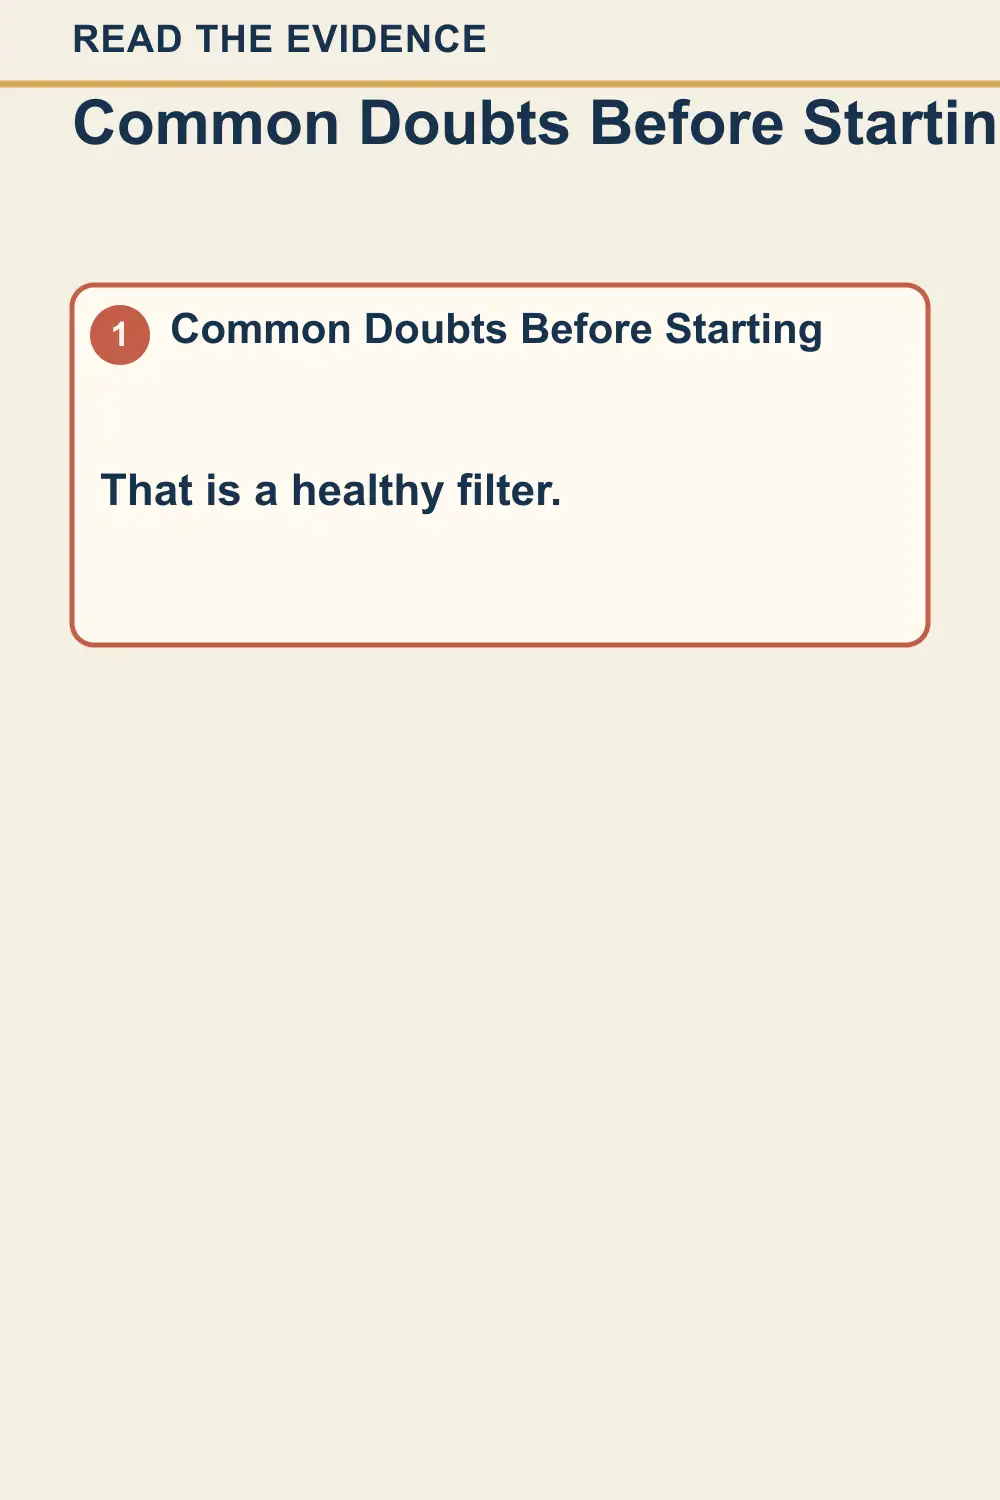 READ THE EVIDENCE
Common Doubts Before Startin
1 Common Doubts Before Starting
That is a healthy filter.